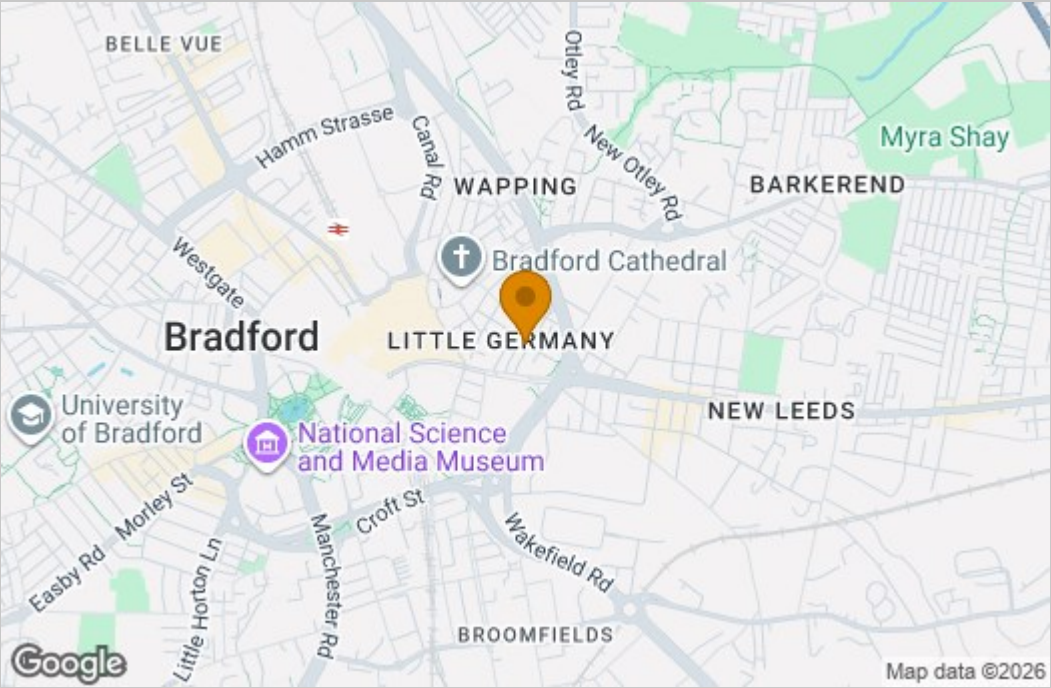 BELLE VUE
Otley Rd
Hamm Strasse
Canal Rd
New Otley Rd
Myra Shay
WAPPING
BARKEREND
Westgate
Bradford Cathedral
Bradford
LITTLE GERMANY
University
of Bradford
NEW LEEDS
National Science
and Media Museum
Morley St
Croft St
Easby Rd
Little Horton Ln
Manchester Rd
Wakefield Rd
BROOMFIELDS
Google
Map data ©2026